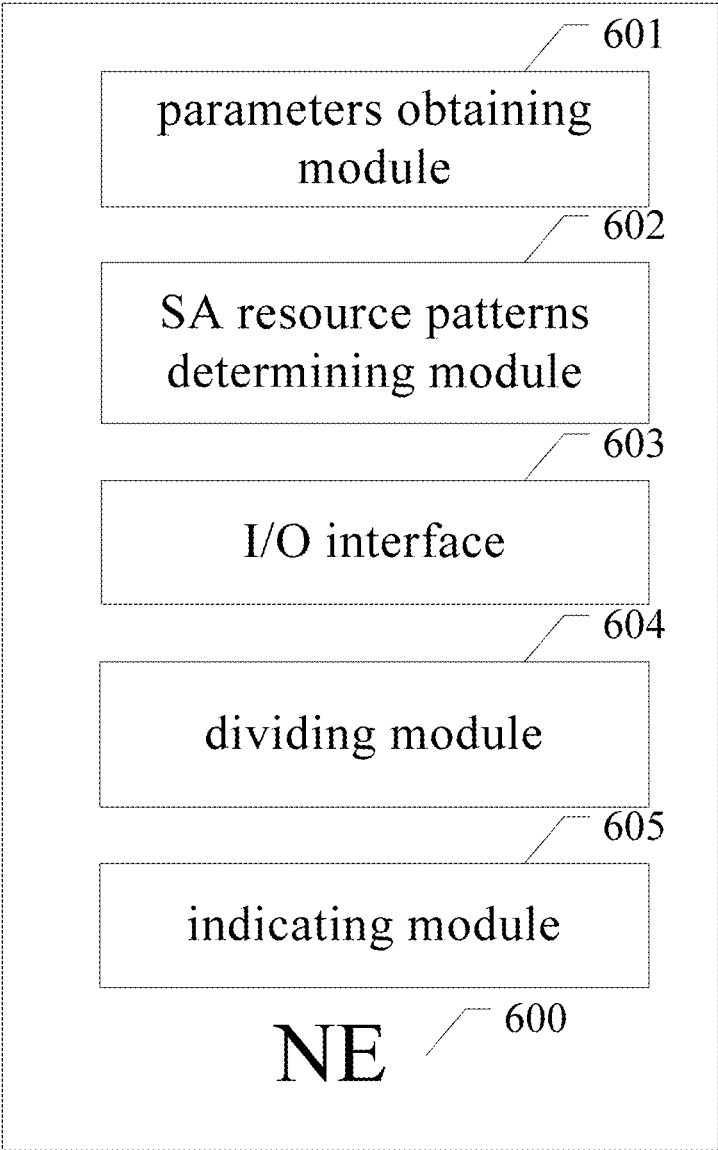 601
parameters obtaining
module
602
SA resource patterns
determining module
603
I/O interface
604
dividing module
605
indicating module
NE
600